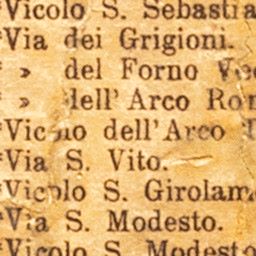 Vicolo S. Sebastia
Via dei Grigioni.
» del Forno
» dell' Arco
Vicolo dell' Arco
Via S. Vito.
Vicolo S. Girolam
Via S. Modesto.
Vicolo S. Modesto